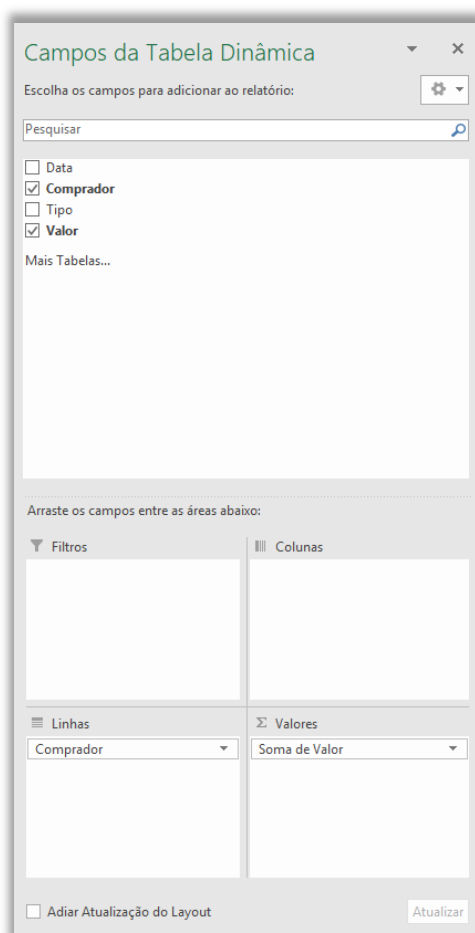 Campos da Tabela Dinâmica
Escolha os campos para adicionar ao relatório:
Pesquisar
Data
Comprador
Tipo
Valor
Mais Tabelas...
Arraste os campos entre as áreas abaixo:
Filtros
Colunas
Linhas
Σ Valores
Comprador
Soma de Valor
Adiar Atualização do Layout
Atualizar